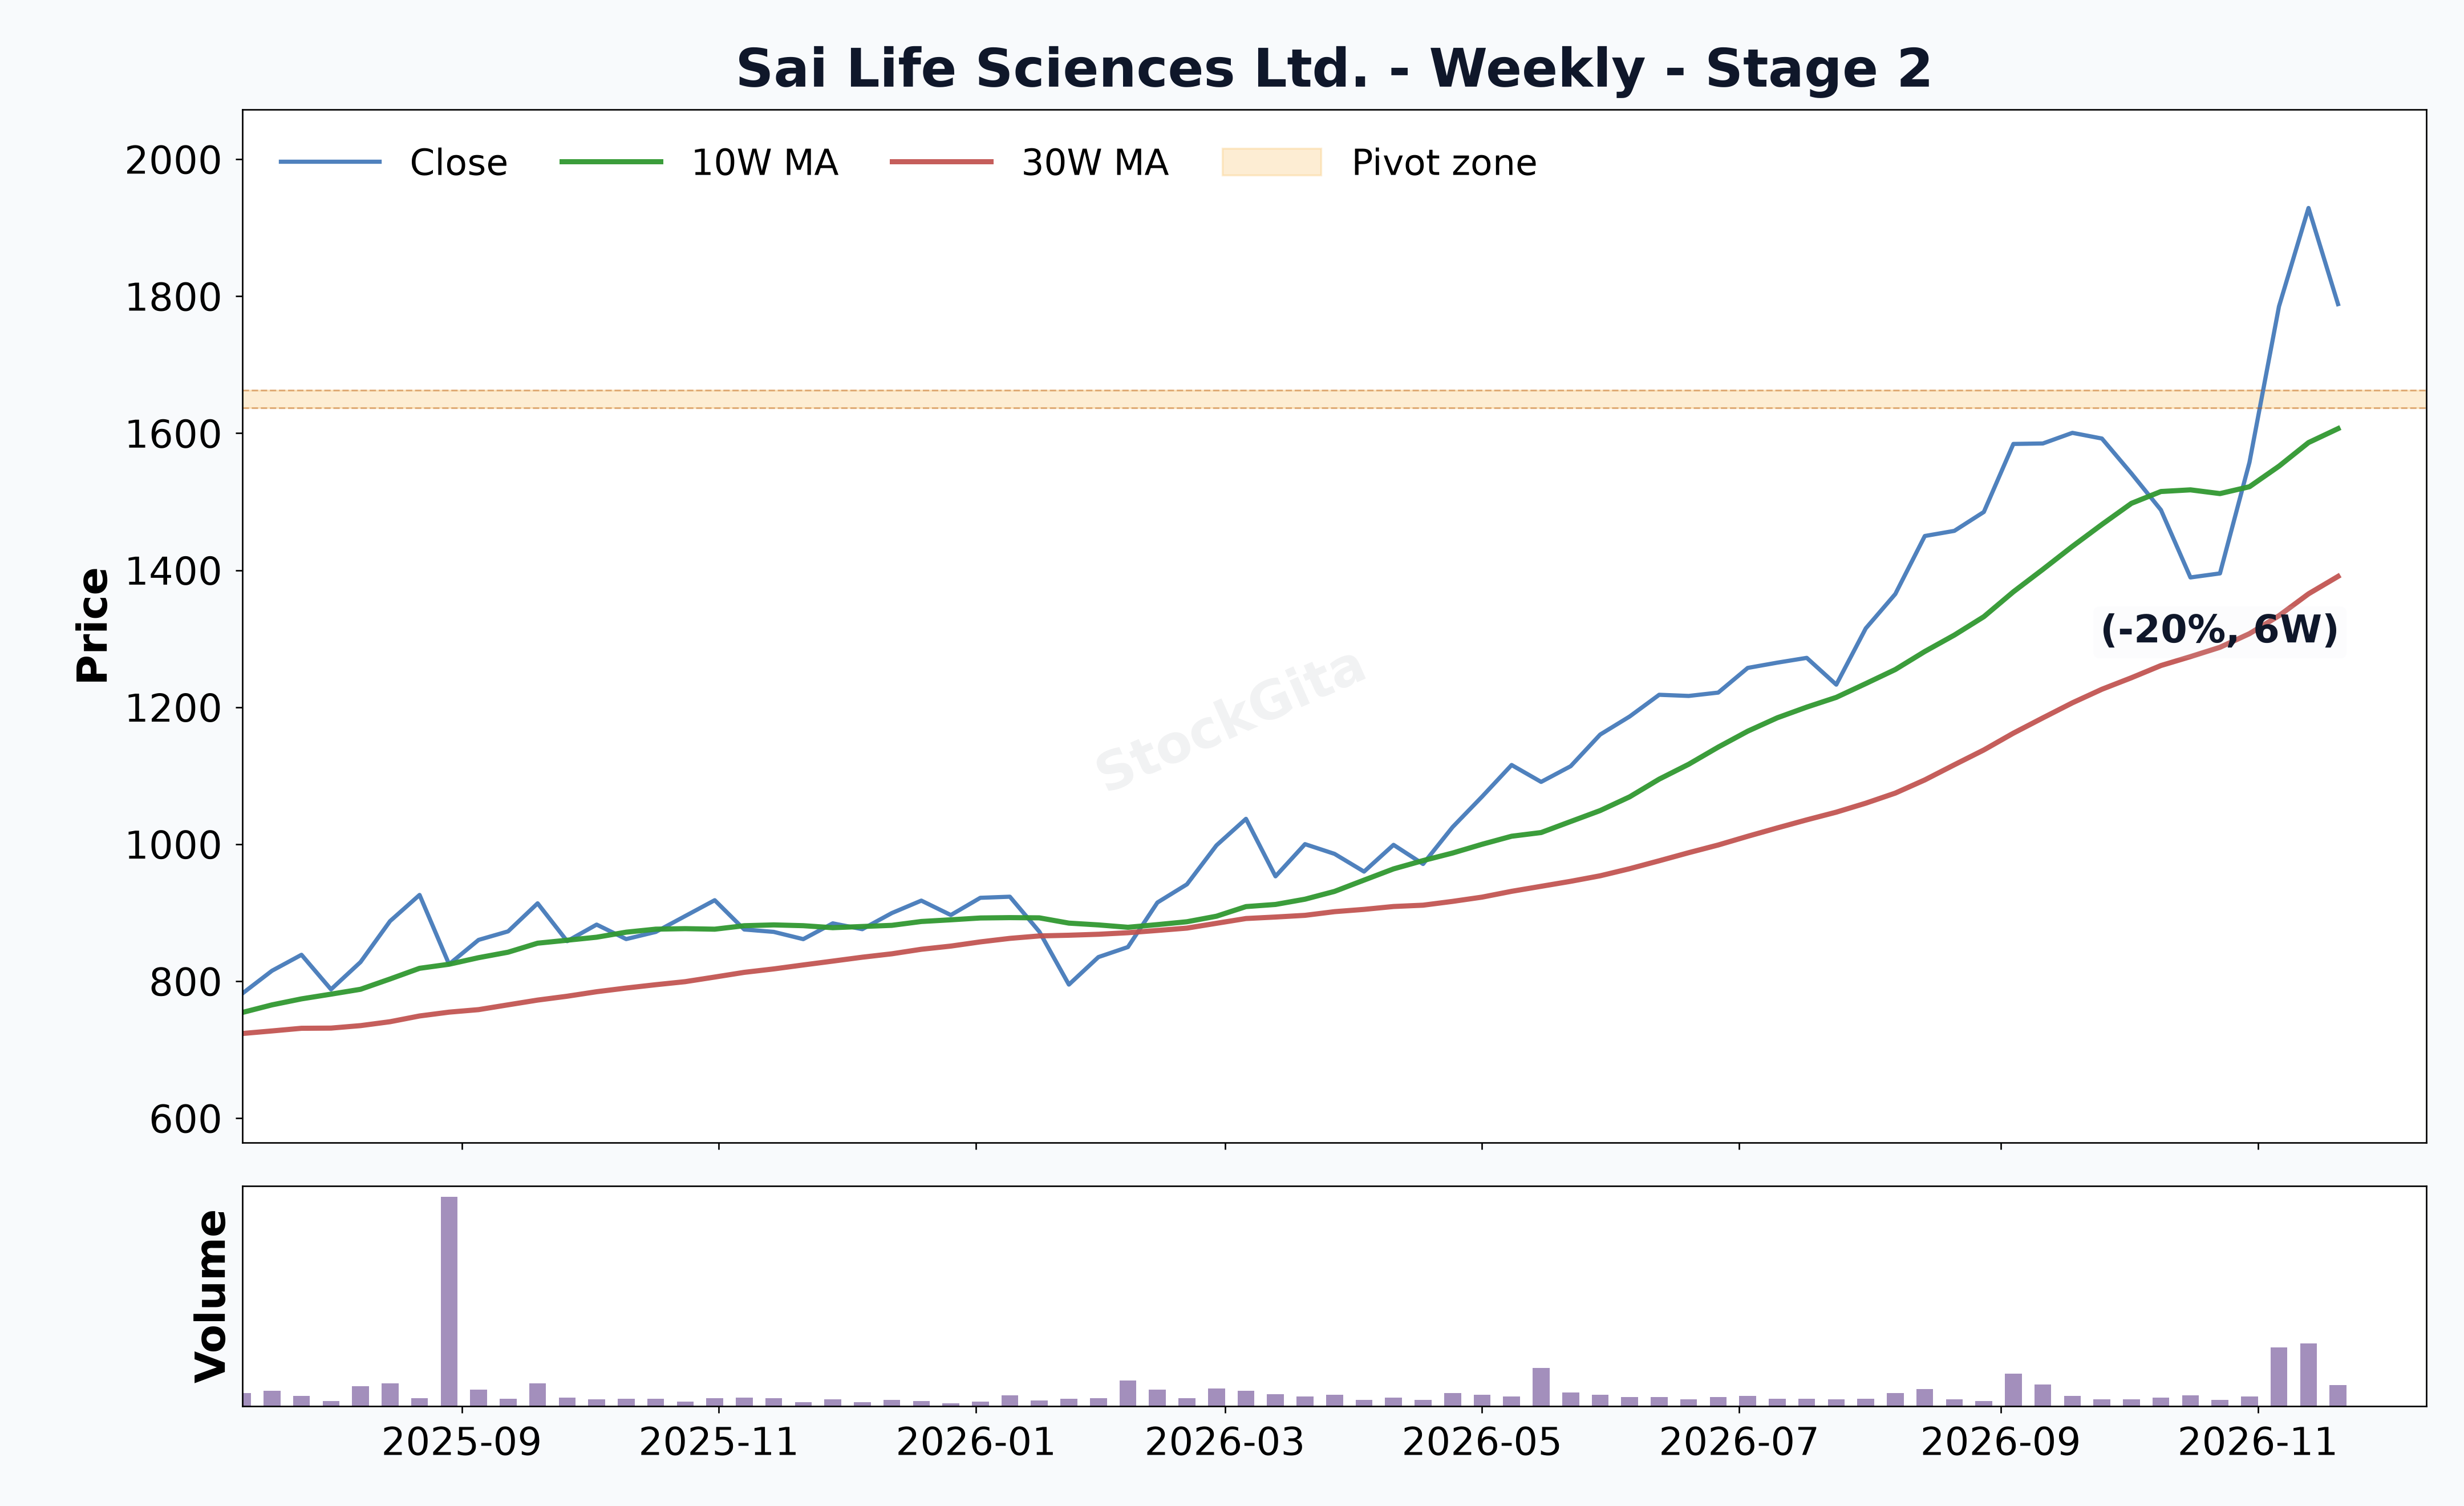 Sai Life Sciences Ltd. - Weekly - Stage 2
Close 10W MA 30W MA Pivot zone
Price
2000
1800
1600
1400
1200
1000
800
600
(-20%, 6W)
StockGita
Volume
2025-09 2025-11 2026-01 2026-03 2026-05 2026-07 2026-09 2026-11